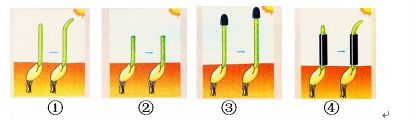 ① ② ③ ④